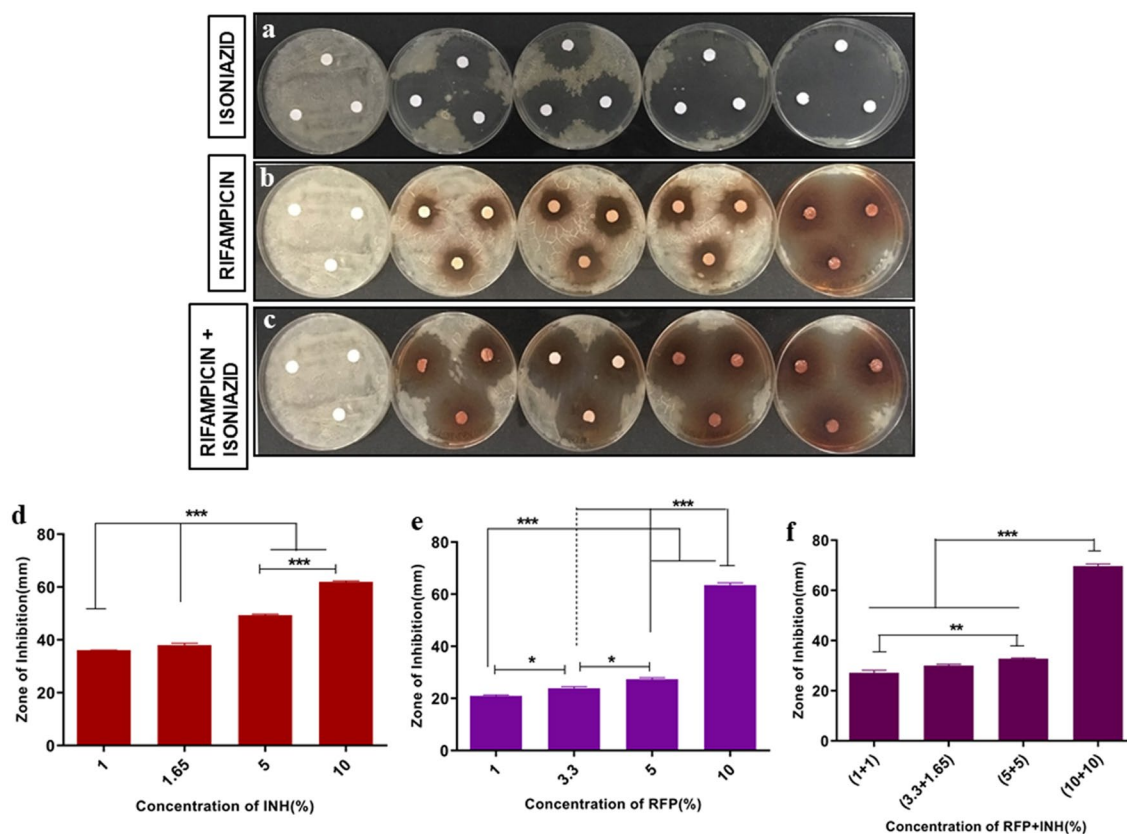 ISONIAZID
a
RIFAMPICIN
b
RIFAMPICIN +
ISONIAZID
c
d
Zone of Inhibition(mm)
80
60
40
20
0
***
***
1
1.65
5
10
Concentration of INH(%)
e
Zone of Inhibition(mm)
80
60
40
20
0
***
***
*
*
1
3.3
5
10
Concentration of RFP(%)
f
Zone of Inhibition(mm)
80
60
40
20
0
***
**
(1+1)
(3.3+1.65)
(5+5)
(10+10)
Concentration of RFP+INH(%)